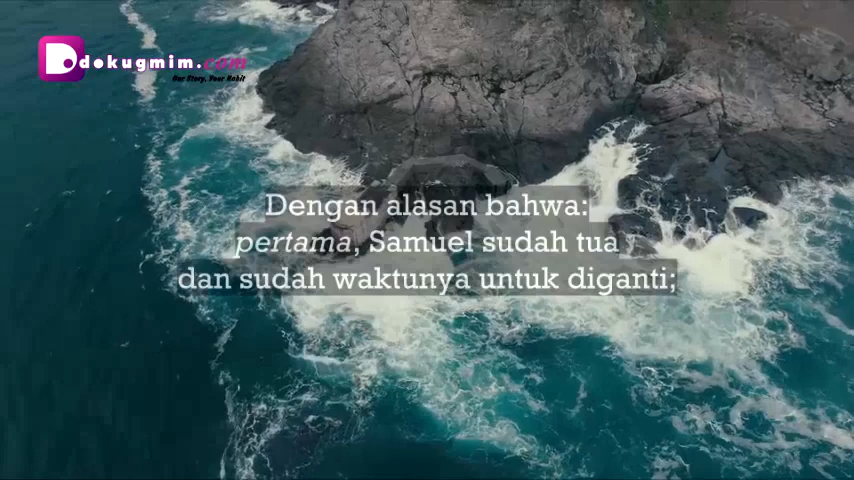 dokugmim.com
Our Story, Your Habit
Dengan alasan bahwa:
pertama, Samuel sudah tua
dan sudah waktunya untuk diganti;